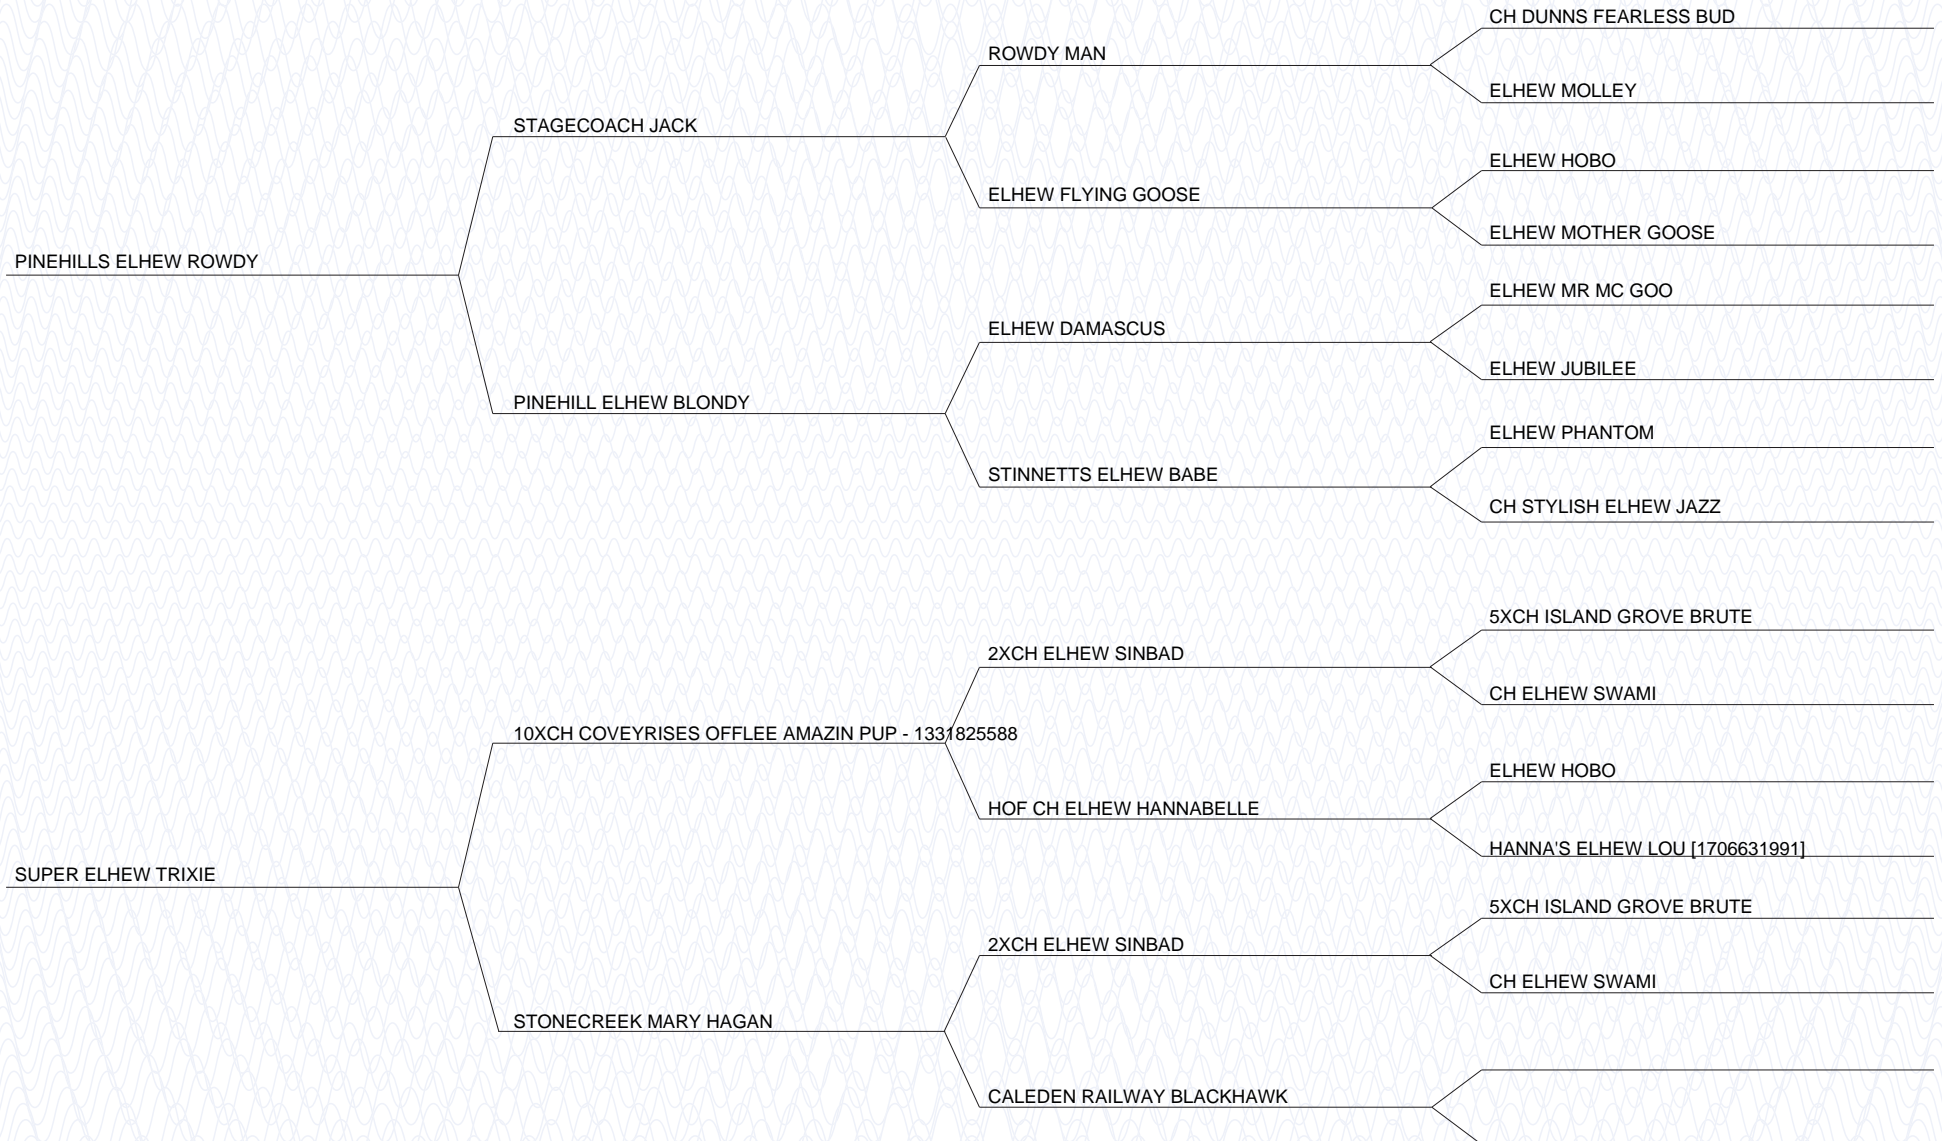 CH DUNNS FEARLESS BUD
ROWDY MAN
ELHEW MOLLEY
STAGECOACH JACK
ELHEW HOBO
ELHEW FLYING GOOSE
ELHEW MOTHER GOOSE
PINEHILLS ELHEW ROWDY
ELHEW MR MC GOO
ELHEW DAMASCUS
ELHEW JUBILEE
PINEHILL ELHEW BLONDY
ELHEW PHANTOM
STINNETTS ELHEW BABE
CH STYLISH ELHEW JAZZ
5XCH ISLAND GROVE BRUTE
2XCH ELHEW SINBAD
CH ELHEW SWAMI
10XCH COVEYRISES OFFLEE AMAZIN PUP - 1331825588
ELHEW HOBO
HOF CH ELHEW HANNABELLE
HANNA'S ELHEW LOU [1706631991]
SUPER ELHEW TRIXIE
5XCH ISLAND GROVE BRUTE
2XCH ELHEW SINBAD
CH ELHEW SWAMI
STONECREEK MARY HAGAN
CALEDEN RAILWAY BLACKHAWK